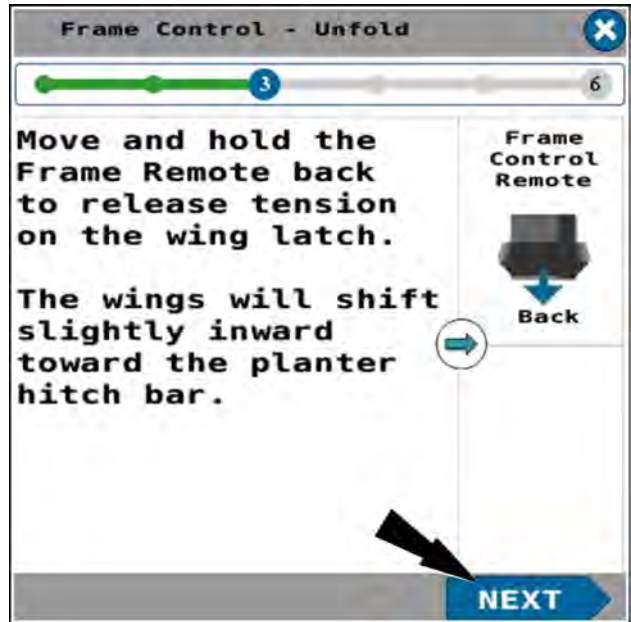 Frame Control - Unfold
3
6
Move and hold the
Frame Remote back
to release tension
on the wing latch.
The wings will shift
slightly inward
toward the planter
hitch bar.
Frame
Control
Remote
Back
NEXT